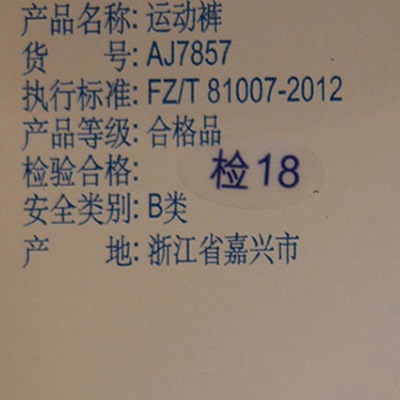 产品名称: 运动裤
货 号: AJ7857
执行标准: FZ/T 81007-2012
产品等级: 合格品
检验合格: 检18
安全类别: B类
产 地: 浙江省嘉兴市